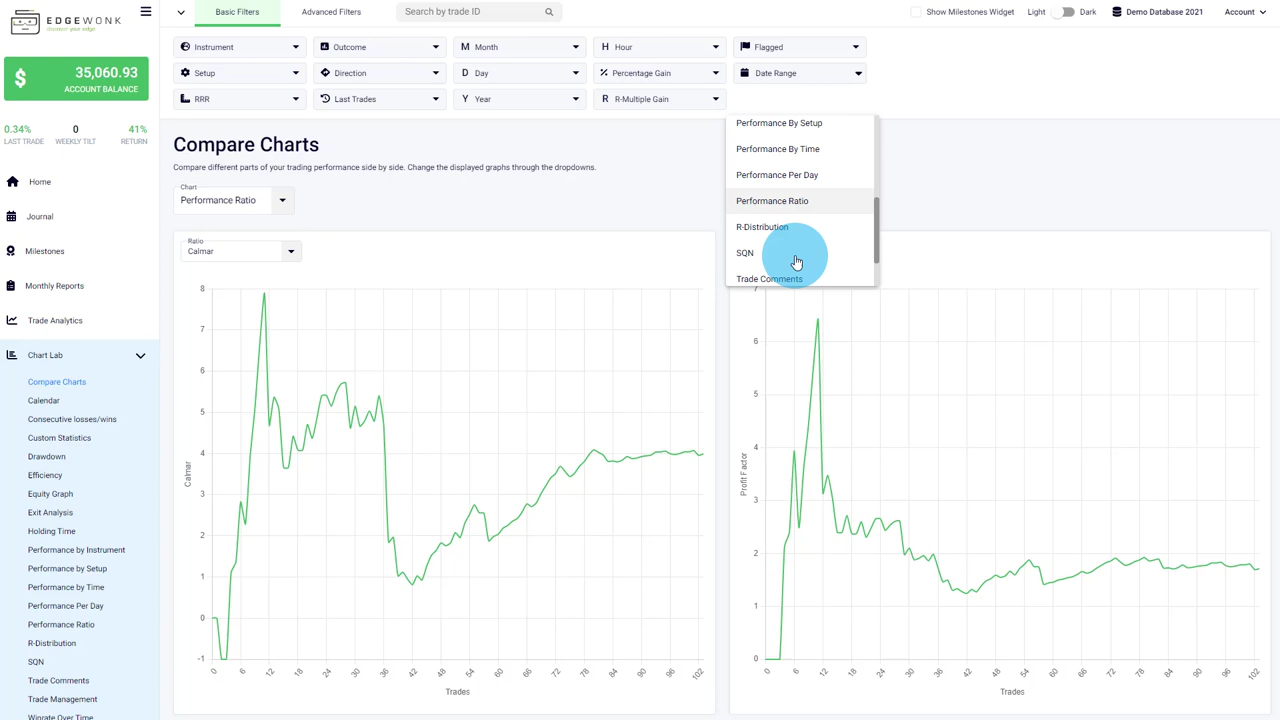 EDGEWONK
discover your edge
$ 35,060.93
ACCOUNT BALANCE
0.34% 0 41%
LAST TRADE WEEKLY TILT RETURN
Home
Journal
Milestones
Monthly Reports
Trade Analytics
Chart Lab
Compare Charts
Calendar
Consecutive losses/wins
Custom Statistics
Drawdown
Efficiency
Equity Graph
Exit Analysis
Holding Time
Performance by Instrument
Performance by Setup
Performance by Time
Performance Per Day
Performance Ratio
R-Distribution
SQN
Trade Comments
Trade Management
Winrate Over Time
Basic Filters Advanced Filters Search by trade ID Show Milestones Widget Light Dark Demo Database 2021 Account
Instrument Outcome M Month H Hour Flagged
Setup Direction D Day % Percentage Gain Date Range
RRR Last Trades Y Year R R-Multiple Gain
Compare Charts
Compare different parts of your trading performance side by side. Change the displayed graphs through the dropdowns.
Chart
Performance Ratio
Ratio
Calmar
8
7
6
5
4
3
2
1
0
-1
Calmar
0 6 12 18 24 30 36 42 48 54 60 66 72 78 84 90 96 102
Trades
Performance By Setup
Performance By Time
Performance Per Day
Performance Ratio
R-Distribution
SQN
Trade Comments
7
6
5
4
3
2
1
0
Profit Factor
0 6 12 18 24 30 36 42 48 54 60 66 72 78 84 90 96 102
Trades